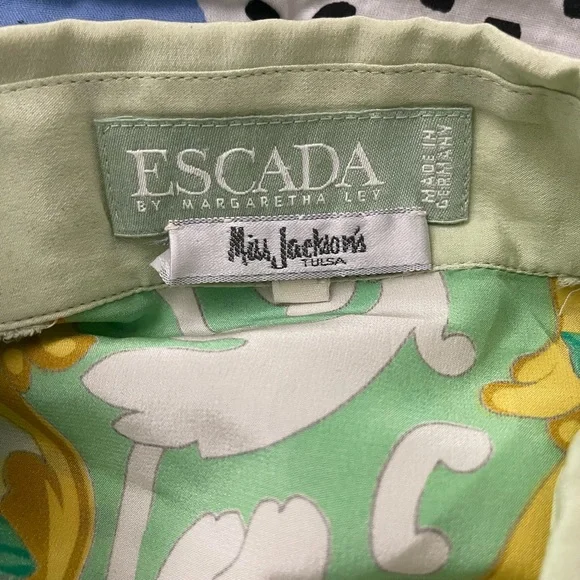 ESCADA
BY MARGARETHA LEY
MADE IN
GERMANY
Miss Jackson's
TULSA